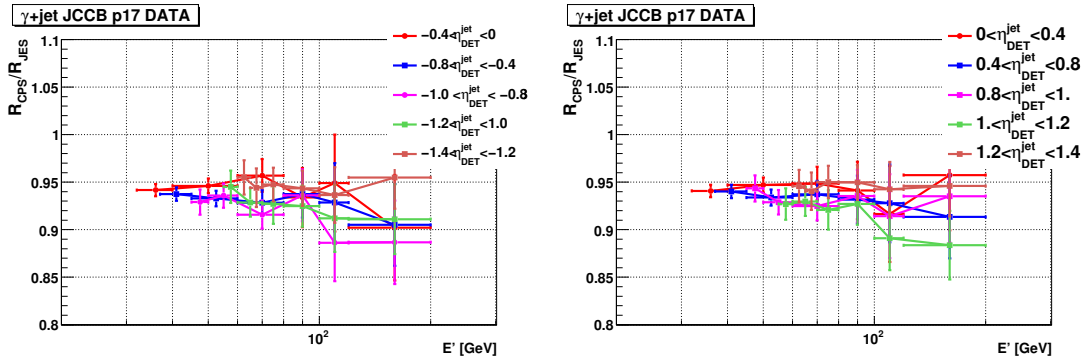 γ+jet JCCB p17 DATA
R_CPS/R_JES
1.1
1.05
1
0.95
0.9
0.85
0.8
−0.4<η^jet_DET<0
−0.8<η^jet_DET<−0.4
−1.0 <η^jet_DET< −0.8
−1.2<η^jet_DET<1.0
−1.4<η^jet_DET<−1.2
10^2
E' [GeV]
γ+jet JCCB p17 DATA
R_CPS/R_JES
1.1
1.05
1
0.95
0.9
0.85
0.8
0<η^jet_DET<0.4
0.4<η^jet_DET<0.8
0.8<η^jet_DET<1.
1.<η^jet_DET<1.2
1.2<η^jet_DET<1.4
10^2
E' [GeV]